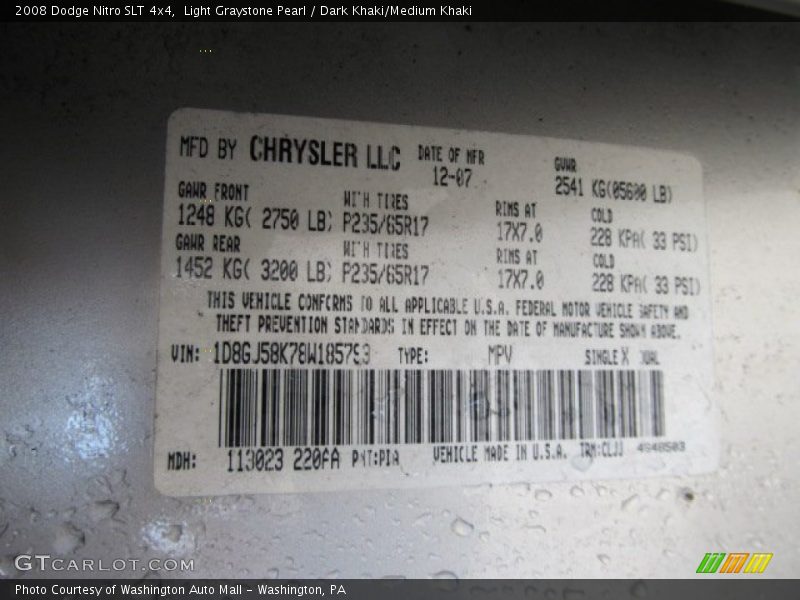 2008 Dodge Nitro SLT 4x4,  Light Graystone Pearl / Dark Khaki/Medium Khaki
MFD BY CHRYSLER LLC DATE OF MFR GVWR
12-07 2541 KG(05600 LB)
GAWR FRONT WITH TIRES RIMS AT COLD
1248 KG( 2750 LB) P235/65R17 17X7.0 228 KPA( 33 PSI)
GAWR REAR WITH TIRES RIMS AT COLD
1452 KG( 3200 LB) P235/65R17 17X7.0 228 KPA( 33 PSI)
THIS VEHICLE CONFORMS TO ALL APPLICABLE U.S.A. FEDERAL MOTOR VEHICLE SAFETY AND
THEFT PREVENTION STANDARDS IN EFFECT ON THE DATE OF MANUFACTURE SHOWN ABOVE.
VIN: 1D8GJ58K78W185793 TYPE: MPV SINGLE X DUAL
MDH: 113023 220AA PNT:PIA VEHICLE MADE IN U.S.A. TRM:CLJJ
GTCARLOT.COM
Photo Courtesy of Washington Auto Mall - Washington, PA